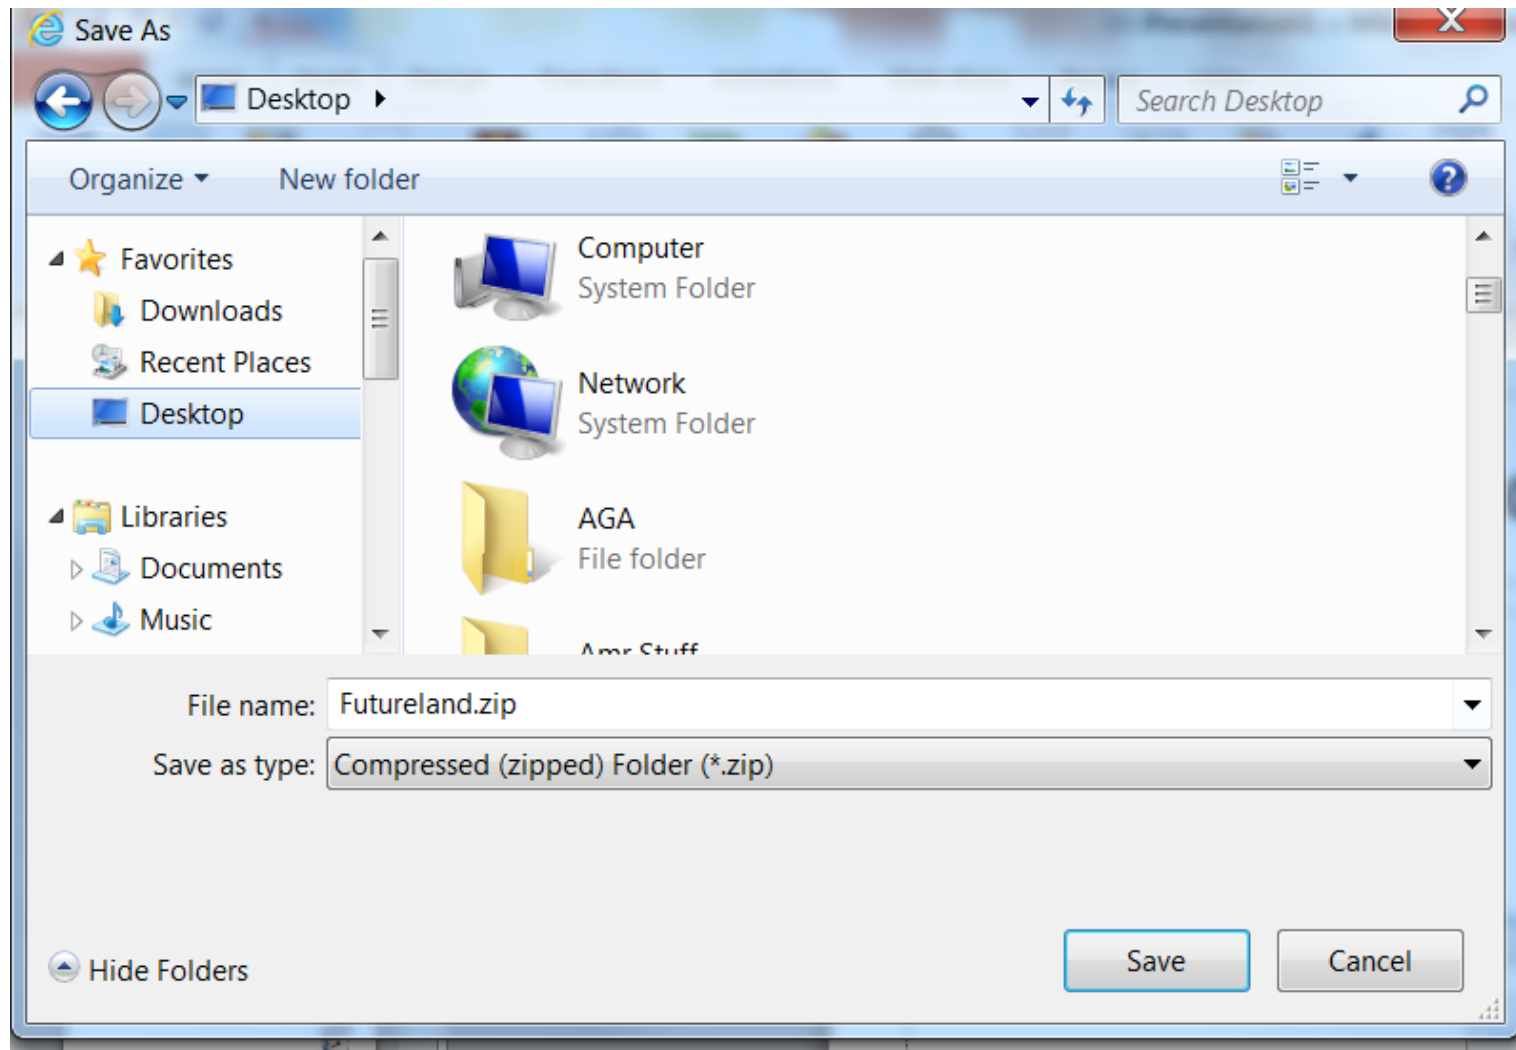 Save As
Desktop
Search Desktop
Organize
New folder
Favorites
Downloads
Recent Places
Desktop
Libraries
Documents
Music
Computer
System Folder
Network
System Folder
AGA
File folder
Amr Stuff
File name: Futureland.zip
Save as type: Compressed (zipped) Folder (*.zip)
Hide Folders
Save
Cancel